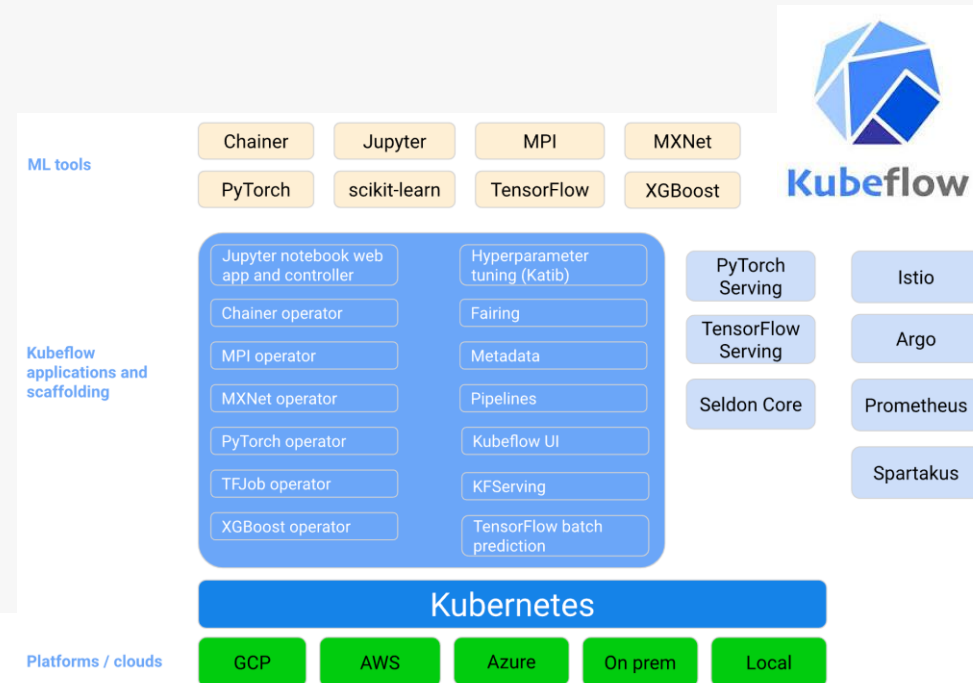 Kubeflow
ML tools
Chainer
Jupyter
MPI
MXNet
PyTorch
scikit-learn
TensorFlow
XGBoost
Kubeflow
applications and
scaffolding
Jupyter notebook web
app and controller
Chainer operator
MPI operator
MXNet operator
PyTorch operator
TFJob operator
XGBoost operator
Hyperparameter
tuning (Katib)
Fairing
Metadata
Pipelines
Kubeflow UI
KFServing
TensorFlow batch
prediction
PyTorch
Serving
TensorFlow
Serving
Seldon Core
Istio
Argo
Prometheus
Spartakus
Kubernetes
Platforms / clouds
GCP
AWS
Azure
On prem
Local